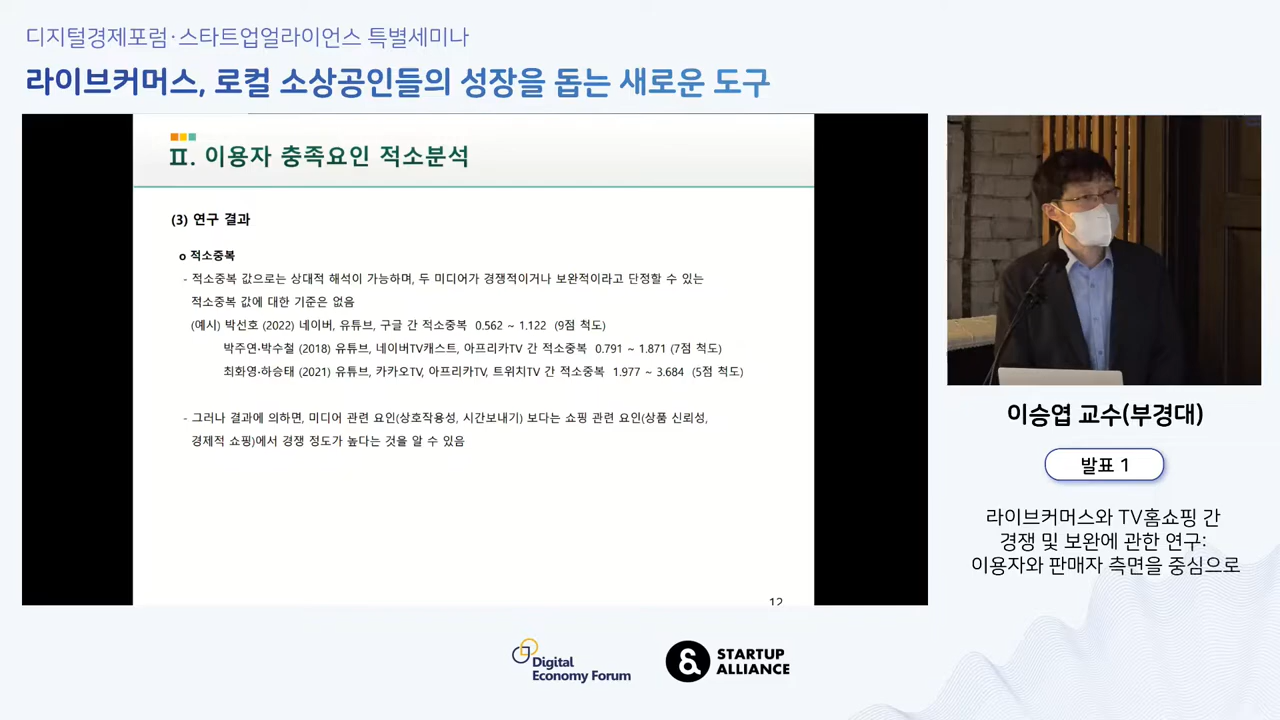 디지털경제포럼·스타트업얼라이언스 특별세미나
라이브커머스, 로컬 소상공인들의 성장을 돕는 새로운 도구
Ⅱ. 이용자 충족요인 적소분석
(3) 연구 결과
o 적소중복
- 적소중복 값으로는 상대적 해석이 가능하며, 두 미디어가 경쟁적이거나 보완적이라고 단정할 수 있는
적소중복 값에 대한 기준은 없음
(예시) 박선호 (2022) 네이버, 유튜브, 구글 간 적소중복 0.562 ~ 1.122 (9점 척도)
박주연·박수철 (2018) 유튜브, 네이버TV캐스트, 아프리카TV 간 적소중복 0.791 ~ 1.871 (7점 척도)
최화영·하승태 (2021) 유튜브, 카카오TV, 아프리카TV, 트위치TV 간 적소중복 1.977 ~ 3.684 (5점 척도)
- 그러나 결과에 의하면, 미디어 관련 요인(상호작용성, 시간보내기) 보다는 쇼핑 관련 요인(상품 신뢰성,
경제적 쇼핑)에서 경쟁 정도가 높다는 것을 알 수 있음
12
이승엽 교수(부경대)
발표 1
라이브커머스와 TV홈쇼핑 간
경쟁 및 보완에 관한 연구:
이용자와 판매자 측면을 중심으로
Digital
Economy Forum
STARTUP
ALLIANCE